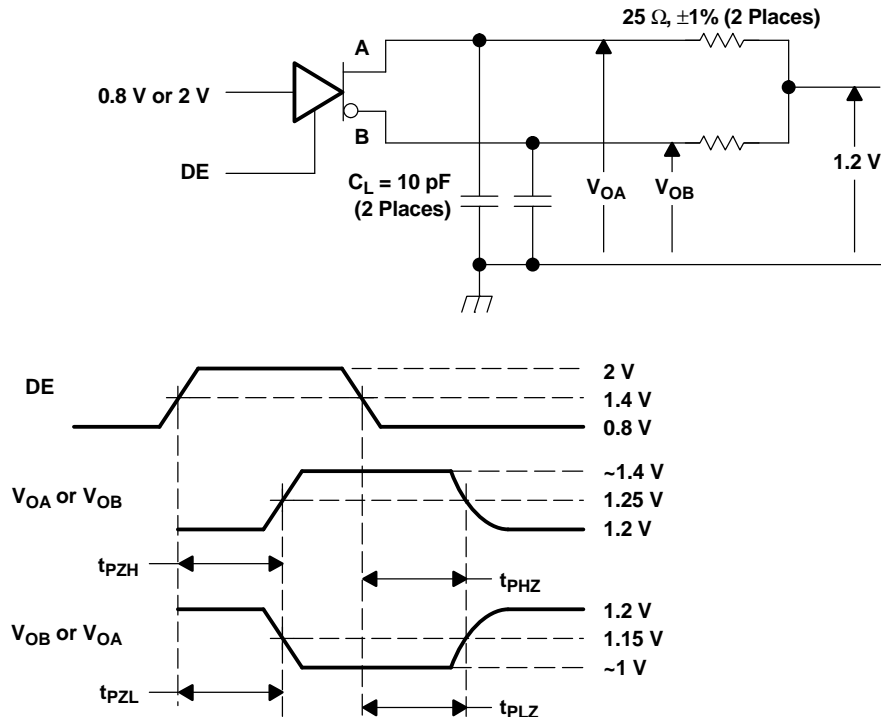 25 Ω, ±1% (2 Places)
A
0.8 V or 2 V
B
DE
C_L = 10 pF
(2 Places)
V_OA
V_OB
1.2 V
DE
2 V
1.4 V
0.8 V
V_OA or V_OB
~1.4 V
1.25 V
1.2 V
t_PZH
t_PHZ
V_OB or V_OA
1.2 V
1.15 V
~1 V
t_PZL
t_PLZ